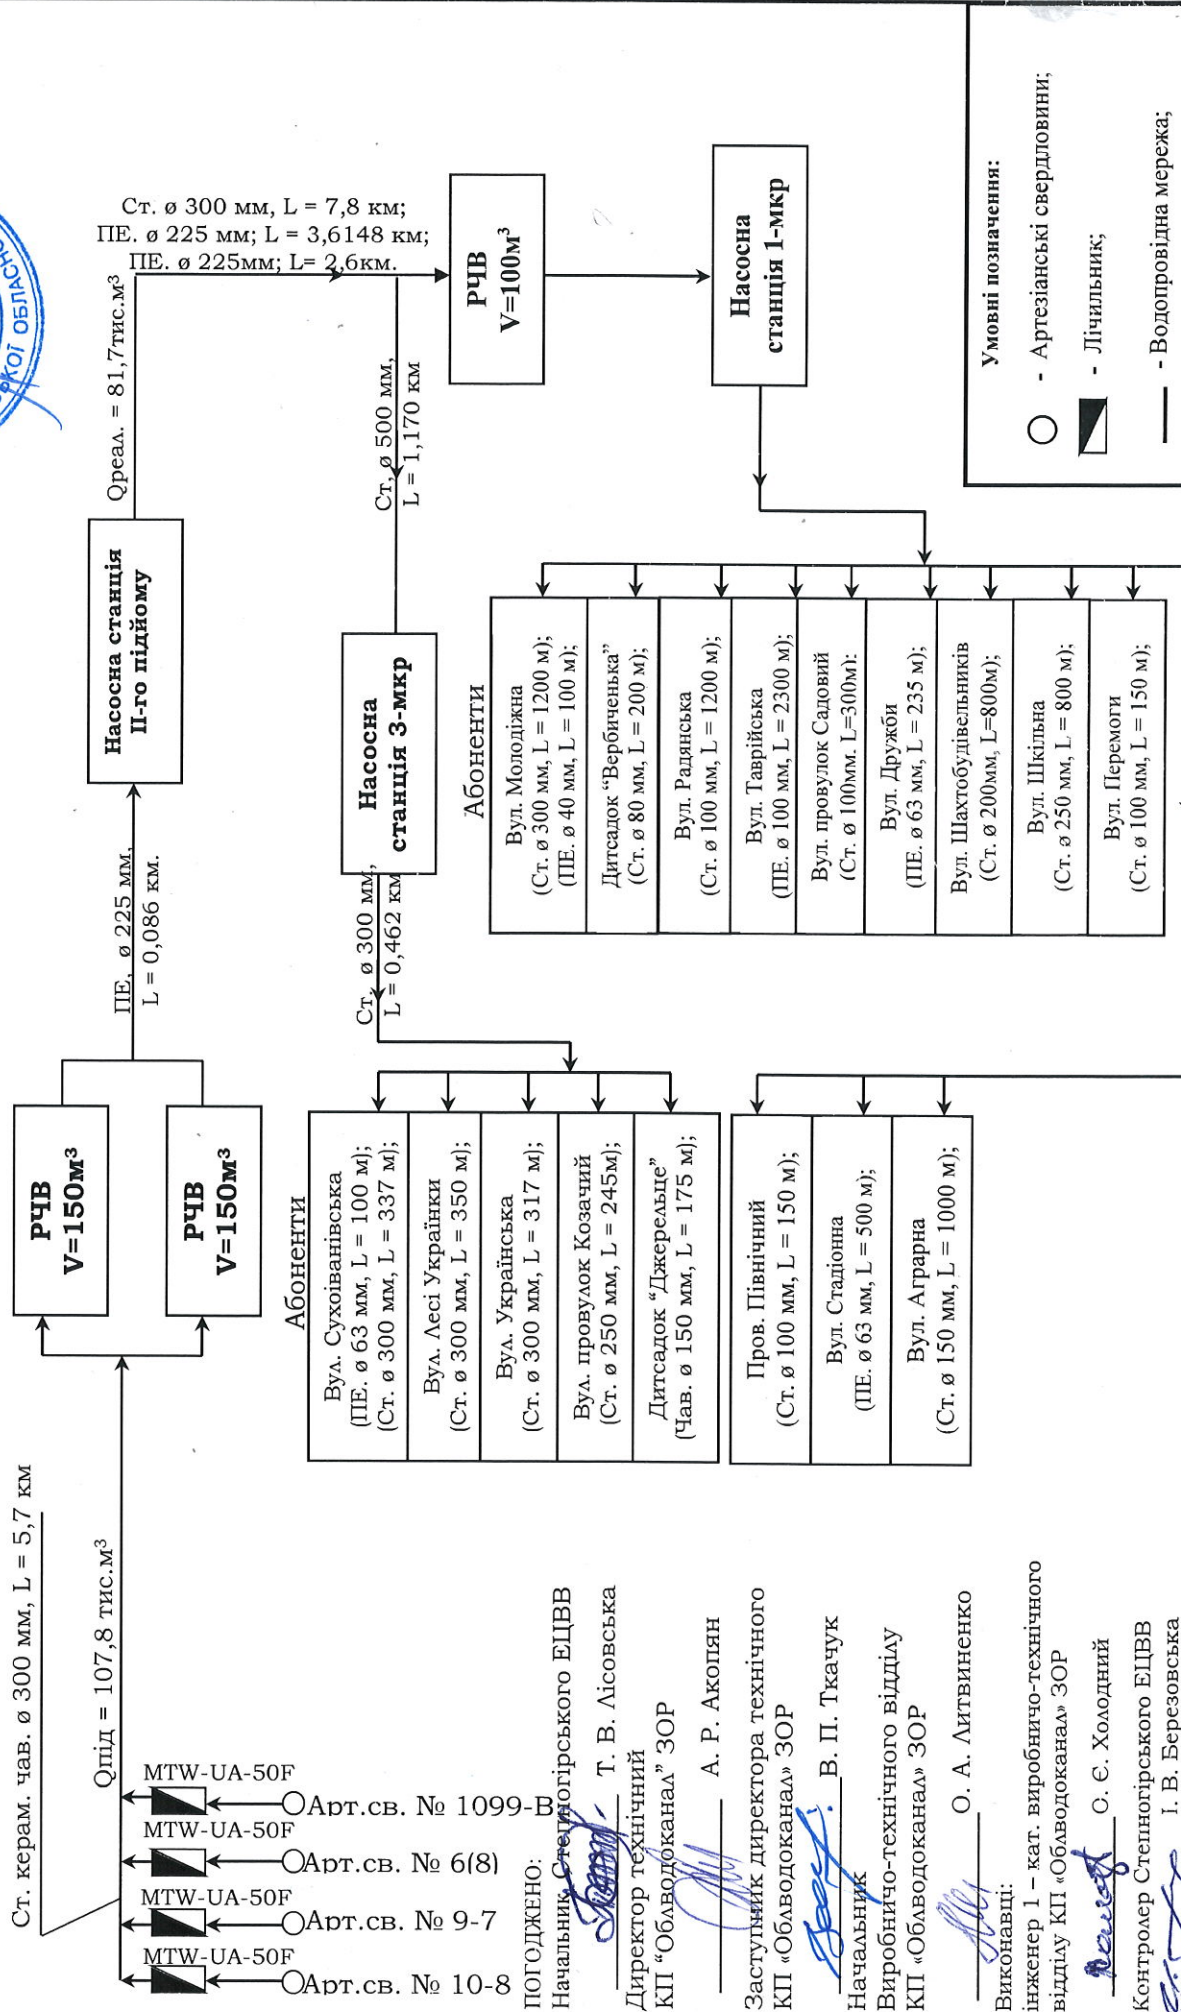 Ст. керам. чав. ø 300 мм, L = 5,7 км
Qпід = 107,8 тис.м³
MTW-UA-50F
Арт.св. № 1099-В
MTW-UA-50F
Арт.св. № 6(8)
MTW-UA-50F
Арт.св. № 9-7
MTW-UA-50F
Арт.св. № 10-8
РЧВ
V=150м³
РЧВ
V=150м³
ПЕ, ø 225 мм,
L = 0,086 км.
Насосна станція
ІІ-го підйому
Qреал. = 81,7тис.м³
Ст. ø 300 мм, L = 7,8 км;
ПЕ. ø 225 мм; L = 3,6148 км;
ПЕ. ø 225мм; L= 2,6км.
РЧВ
V=100м³
Насосна
станція 1-мкр
Ст, ø 500 мм,
L = 1,170 км
Насосна
станція 3-мкр
Ст, ø 300 мм,
L = 0,462 км
Абоненти
Вул. Сухоіванівська
(ПЕ. ø 63 мм, L = 100 м);
(Ст. ø 300 мм, L = 337 м);
Вул. Лесі Українки
(Ст. ø 300 мм, L = 350 м);
Вул. Українська
(Ст. ø 300 мм, L = 317 м);
Вул. провулок Козачий
(Ст. ø 250 мм, L = 245м);
Дитсадок “Джерельце”
(Чав. ø 150 мм, L = 175 м);
Пров. Північний
(Ст. ø 100 мм, L = 150 м);
Вул. Стадіонна
(ПЕ. ø 63 мм, L = 500 м);
Вул. Аграрна
(Ст. ø 150 мм, L = 1000 м);
Абоненти
Вул. Молодіжна
(Ст. ø 300 мм, L = 1200 м);
(ПЕ. ø 40 мм, L = 100 м);
Дитсадок “Вербиченька”
(Ст. ø 80 мм, L = 200 м);
Вул. Радянська
(Ст. ø 100 мм, L = 1200 м);
Вул. Таврійська
(ПЕ. ø 100 мм, L = 2300 м);
Вул. провулок Садовий
(Ст. ø 100мм. L=300м):
Вул. Дружби
(ПЕ. ø 63 мм, L = 235 м);
Вул. Шахтобудівельників
(Ст. ø 200мм, L=800м);
Вул. Шкільна
(Ст. ø 250 мм, L = 800 м);
Вул. Перемоги
(Ст. ø 100 мм, L = 150 м)
Умовні позначення:
- Артезіанські свердловини;
- Лічильник;
- Водопровідна мережа;
ПОГОДЖЕНО:
Начальник Степногірського ЕЦВВ
Т. В. Лісовська
Директор технічний
КП “Облводоканал” ЗОР
А. Р. Акопян
Заступник директора технічного
КП «Облводоканал» ЗОР
В. П. Ткачук
Начальник
Виробничо-технічного відділу
КП «Облводоканал» ЗОР
О. А. Литвиненко
Виконавці:
інженер 1 – кат. виробничо-технічного
відділу КП «Облводоканал» ЗОР
О. Є. Холодний
Контролер Степногірського ЕЦВВ
І. В. Березовська